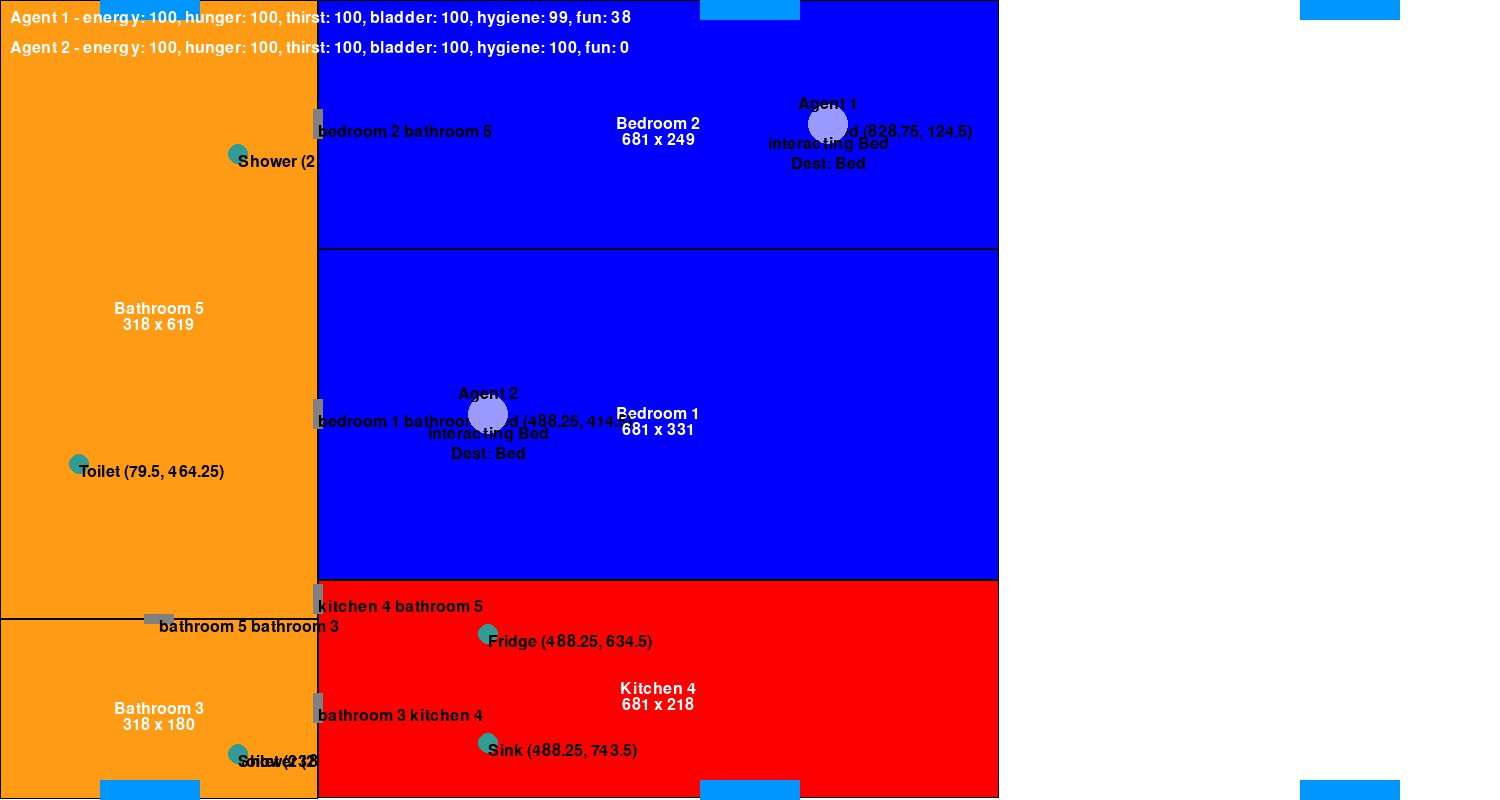 Agent 1 - energy: 100, hunger: 100, thirst: 100, bladder: 100, hygiene: 99, fun: 38
Agent 2 - energy: 100, hunger: 100, thirst: 100, bladder: 100, hygiene: 100, fun: 0
Agent 1
bedroom 2 bathroom 5
Bedroom 2
681 x 249
(828.75, 124.5)
Interacting Bed
Dest: Bed
Shower (2
Bathroom 5
318 x 619
Agent 2
bedroom 1
(488.25, 414.
Bedroom 1
681 x 331
Interacting Bed
Dest: Bed
Toilet (79.5, 464.25)
kitchen 4 bathroom 5
bathroom 5 bathroom 3
Fridge (488.25, 634.5)
Kitchen 4
681 x 218
Bathroom 3
318 x 180
bathroom 3 kitchen 4
Sink (488.25, 743.5)